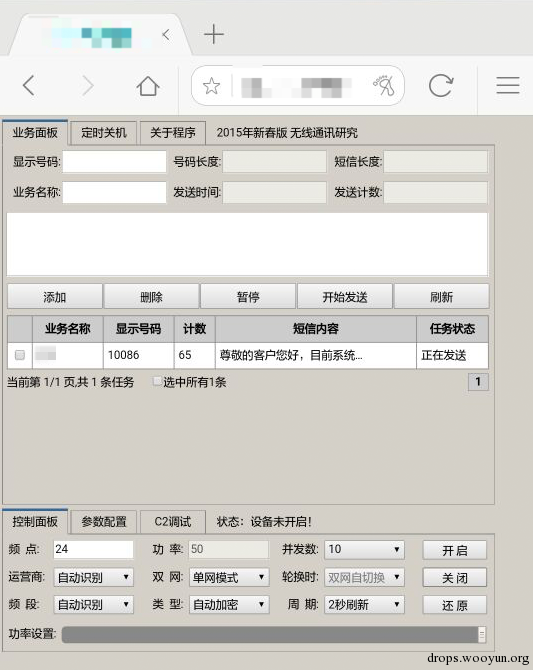 业务面板 定时关机 关于程序 2015年新春版 无线通讯研究
显示号码: 号码长度: 短信长度:
业务名称: 发送时间: 发送计数:
添加 删除 暂停 开始发送 刷新
业务名称 显示号码 计数 短信内容 任务状态
10086 65 尊敬的客户您好，目前系统... 正在发送
当前第 1/1 页,共 1 条任务 选中所有1条 1
控制面板 参数配置 C2调试 状态：设备未开启!
频 点: 24 功 率: 50 并发数: 10 开 启
运营商: 自动识别 双 网: 单网模式 轮换时: 双网自切换 关 闭
频 段: 自动识别 类 型: 自动加密 周 期: 2秒刷新 还 原
功率设置:
drops.wooyun.org